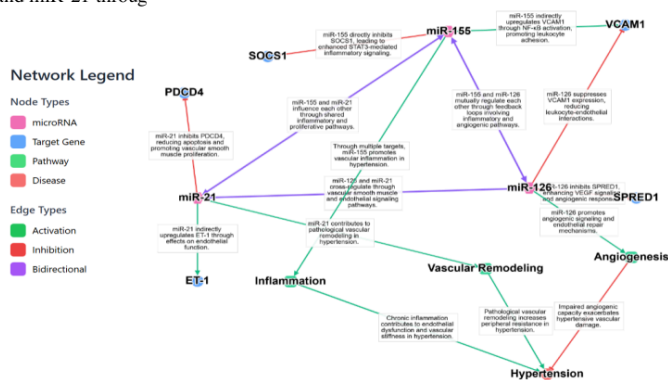 and miR-21 throug
miR-155
miR-155 indirectly
upregulates VCAM1
through NF-κB activation,
promoting leukocyte
adhesion.
VCAM1
miR-155 directly inhibits
SOCS1, leading to
enhanced STAT3-mediated
inflammatory signaling.
SOCS1
Network Legend
Node Types
microRNA
Target Gene
Pathway
Disease
Edge Types
Activation
Inhibition
Bidirectional
PDCD4
miR-155 and miR-21
influence each other
through shared
inflammatory and
proliferative pathways.
miR-155 and miR-126
mutually regulate each
other through feedback
loops involving
inflammatory and
angiogenic pathways.
miR-126 suppresses
VCAM1 expression,
reducing
leukocyte-endothelial
interactions.
miR-21 inhibits PDCD4,
reducing apoptosis and
promoting vascular smooth
muscle proliferation.
Through multiple targets,
miR-155 promotes
vascular inflammation in
hypertension.
miR-21
miR-126 and miR-21
cross-regulate through
vascular smooth muscle
and endothelial signaling
pathways.
miR-126
miR-126 inhibits SPRED1,
enhancing VEGF signaling
and angiogenic response
SPRED1
miR-126 promotes
angiogenic signaling and
endothelial repair
mechanisms.
miR-21 indirectly
upregulates ET-1 through
effects on endothelial
function.
miR-21 contributes to
pathological vascular
remodeling in
hypertension.
ET-1
Inflammation
Vascular Remodeling
Angiogenesis
Chronic inflammation
contributes to endothelial
dysfunction and vascular
stiffness in hypertension.
Pathological vascular
remodeling increases
peripheral resistance in
hypertension.
Impaired angiogenic
capacity exacerbates
hypertensive vascular
damage.
Hypertension